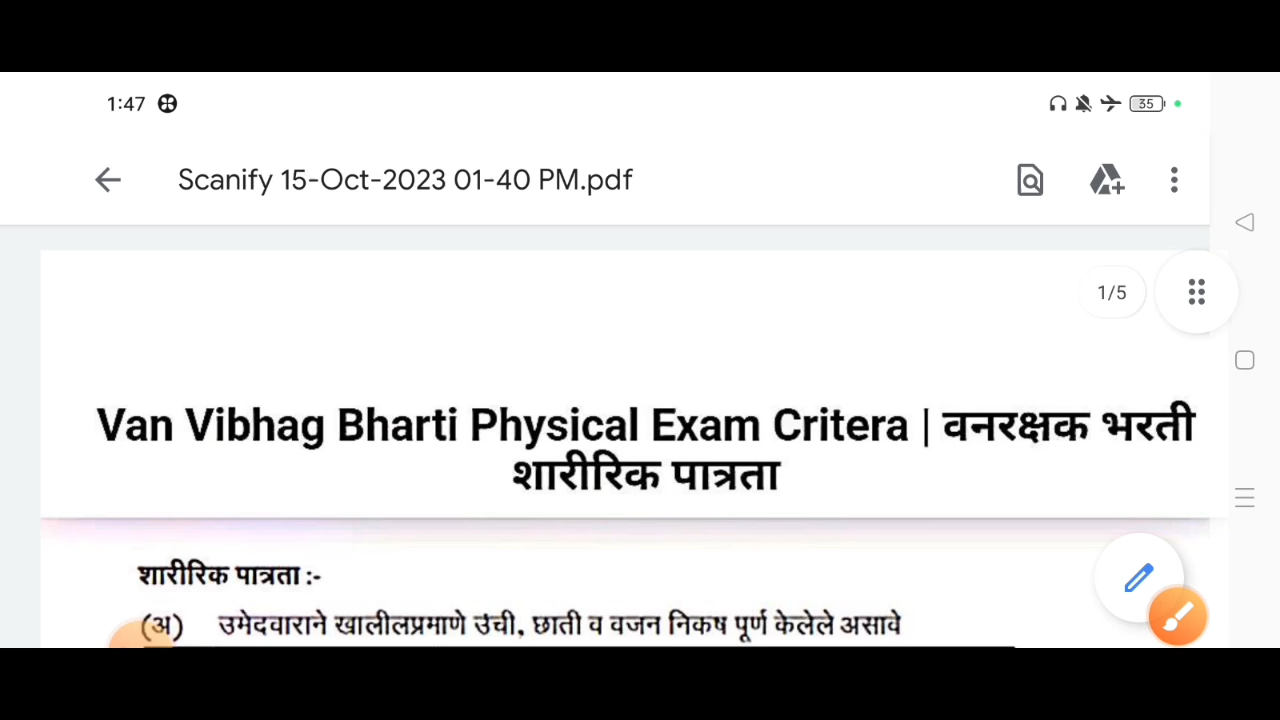 1:47
35
Scanify 15-Oct-2023 01-40 PM.pdf
1/5
Van Vibhag Bharti Physical Exam Critera | वनरक्षक भरती
शारीरिक पात्रता
शारीरिक पात्रता :-
(अ) उमेदवाराने खालीलप्रमाणे उंची, छाती व वजन निकष पूर्ण केलेले असावे